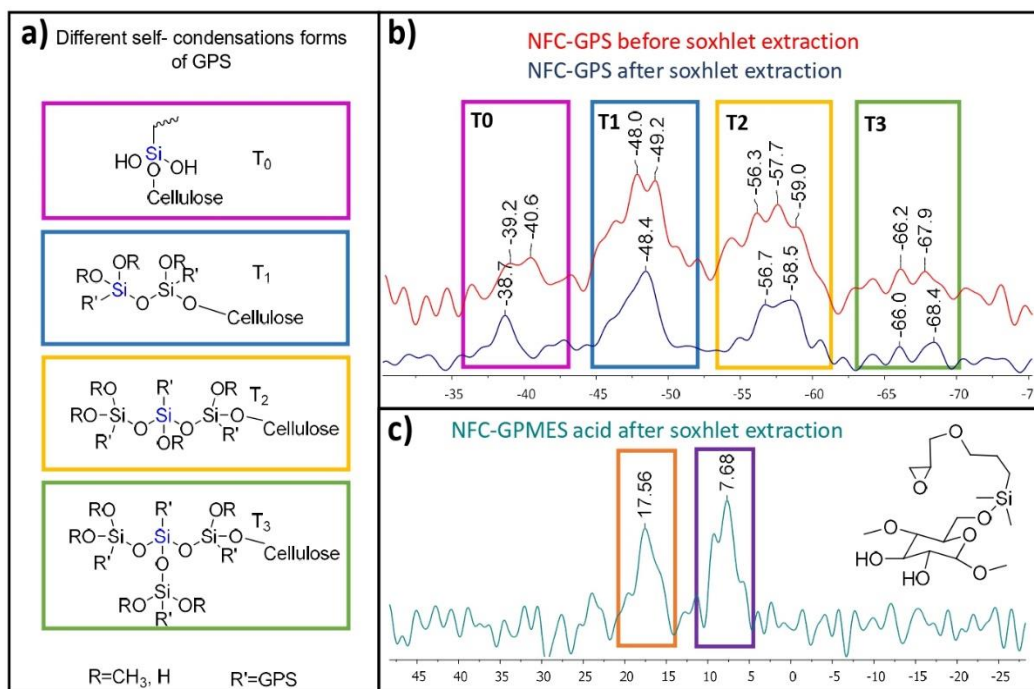 a) Different self- condensations forms
of GPS
HO
Si
OH
O
Cellulose
T0
OR
RO
Si
R'
O
OR
R'
Si
O
Cellulose
T1
OR
RO
Si
R'
O
R'
Si
OR
O
OR
Si
R'
O
Cellulose
T2
OR
RO
Si
R'
O
R'
Si
O
O
OR
Si
R'
O
Cellulose
T3
Si
RO
OR
R'
R=CH3, H R'=GPS
b) NFC-GPS before soxhlet extraction
NFC-GPS after soxhlet extraction
T0 T1 T2 T3
-39.2 -40.6 -48.0 -49.2 -56.3 -57.7 -59.0 -66.2 -67.9
-38.7 -48.4 -56.7 -58.5 -66.0 -68.4
-35 -40 -45 -50 -55 -60 -65 -70 -75
c) NFC-GPMES acid after soxhlet extraction
17.56 7.68
O
O
Si
O
O
O
HO
HO
O
45 40 35 30 25 20 15 10 5 0 -5 -10 -15 -20 -25